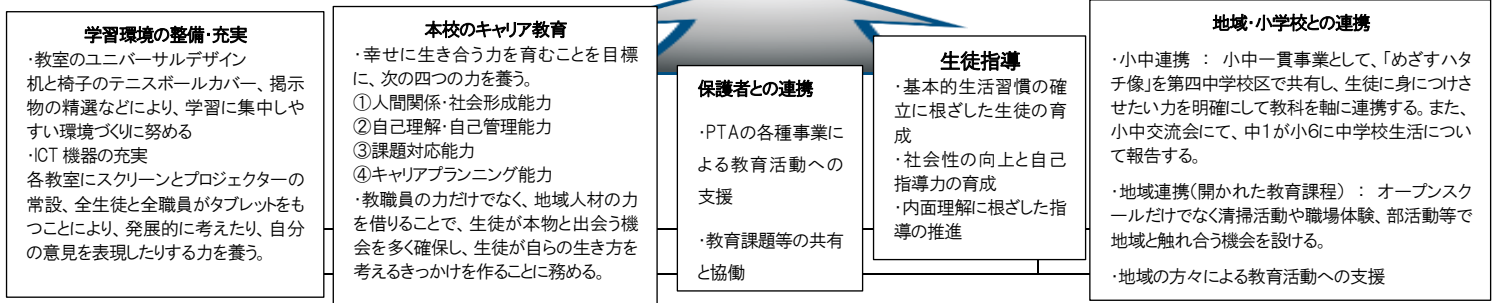 学習環境の整備・充実
・教室のユニバーサルデザイン
机と椅子のテニスボールカバー、掲示
物の精選などにより、学習に集中しや
すい環境づくりに努める
・ICT 機器の充実
各教室にスクリーンとプロジェクターの
常設、全生徒と全職員がタブレットをも
つことにより、発展的に考えたり、自分
の意見を表現したりする力を養う。
本校のキャリア教育
・幸せに生き合う力を育むことを目標
に、次の四つの力を養う。
①人間関係・社会形成能力
②自己理解・自己管理能力
③課題対応能力
④キャリアプランニング能力
・教職員の力だけでなく、地域人材の力
を借りることで、生徒が本物と出会う機
会を多く確保し、生徒が自らの生き方を
考えるきっかけを作ることに務める。
保護者との連携
・PTAの各種事業に
よる教育活動への
支援
・教育課題等の共有
と協働
生徒指導
・基本的生活習慣の確
立に根ざした生徒の育
成
・社会性の向上と自己
指導力の育成
・内面理解に根ざした指
導の推進
地域・小学校との連携
・小中連携 ： 小中一貫事業として、「めざすハタ
チ像」を第四中学校区で共有し、生徒に身につけさ
せたい力を明確にして教科を軸に連携する。また、
小中交流会にて、中1が小6に中学校生活につい
て報告する。
・地域連携（開かれた教育課程） ： オープンスク
ールだけでなく清掃活動や職場体験、部活動等で
地域と触れ合う機会を設ける。
・地域の方々による教育活動への支援